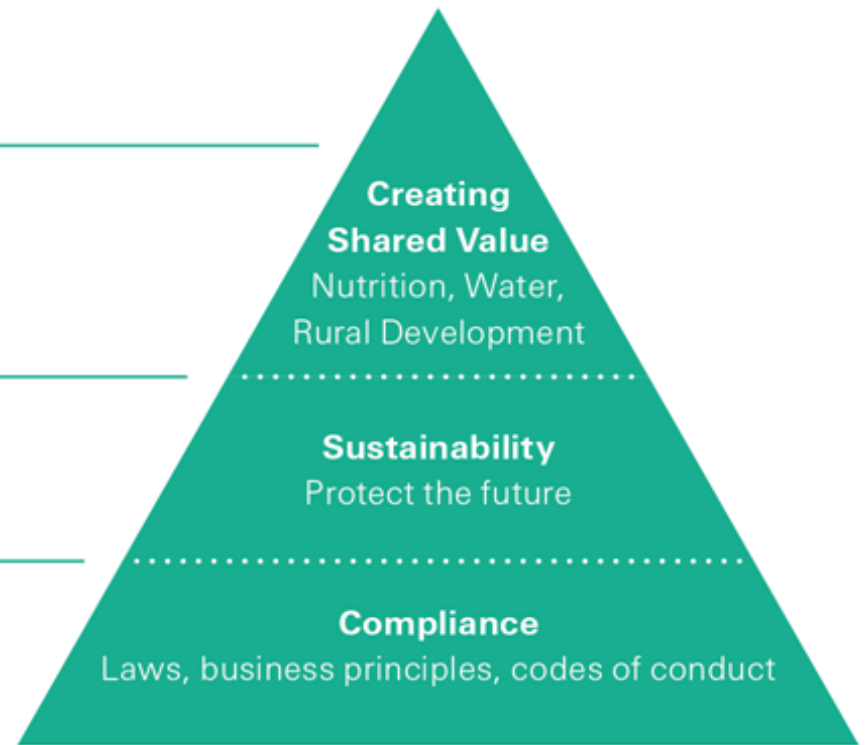 Creating
Shared Value
Nutrition, Water,
Rural Development
Sustainability
Protect the future
Compliance
Laws, business principles, codes of conduct